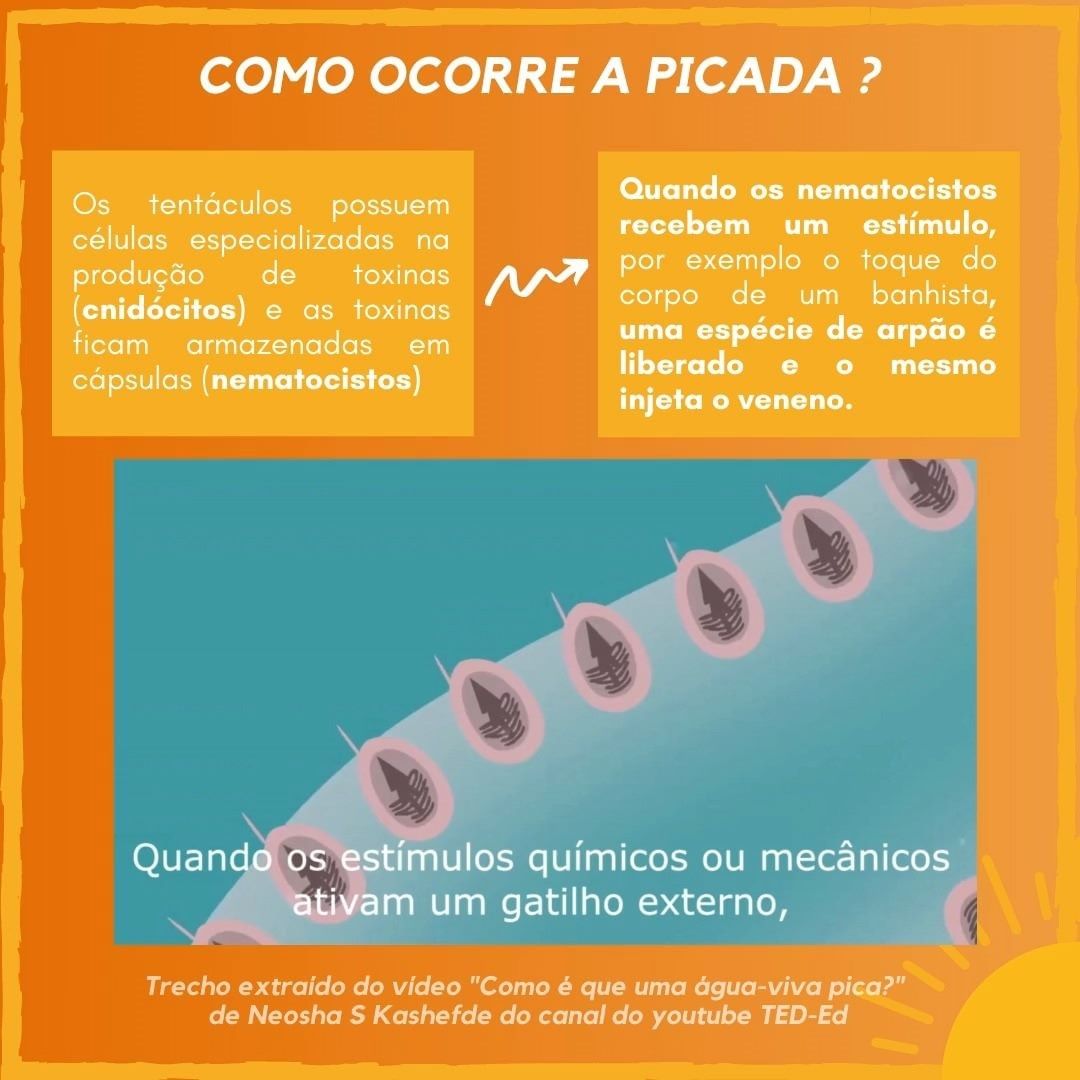 COMO OCORRE A PICADA ?
Os tentáculos possuem
células especializadas na
produção de toxinas
(cnidócitos) e as toxinas
ficam armazenadas em
cápsulas (nematocistos)
Quando os nematocistos
recebem um estímulo,
por exemplo o toque do
corpo de um banhista,
uma espécie de arpão é
liberado e o mesmo
injeta o veneno.
Quando os estímulos químicos ou mecânicos
ativam um gatilho externo,
Trecho extraído do vídeo "Como é que uma água-viva pica?"
de Neosha S Kashefde do canal do youtube TED-Ed